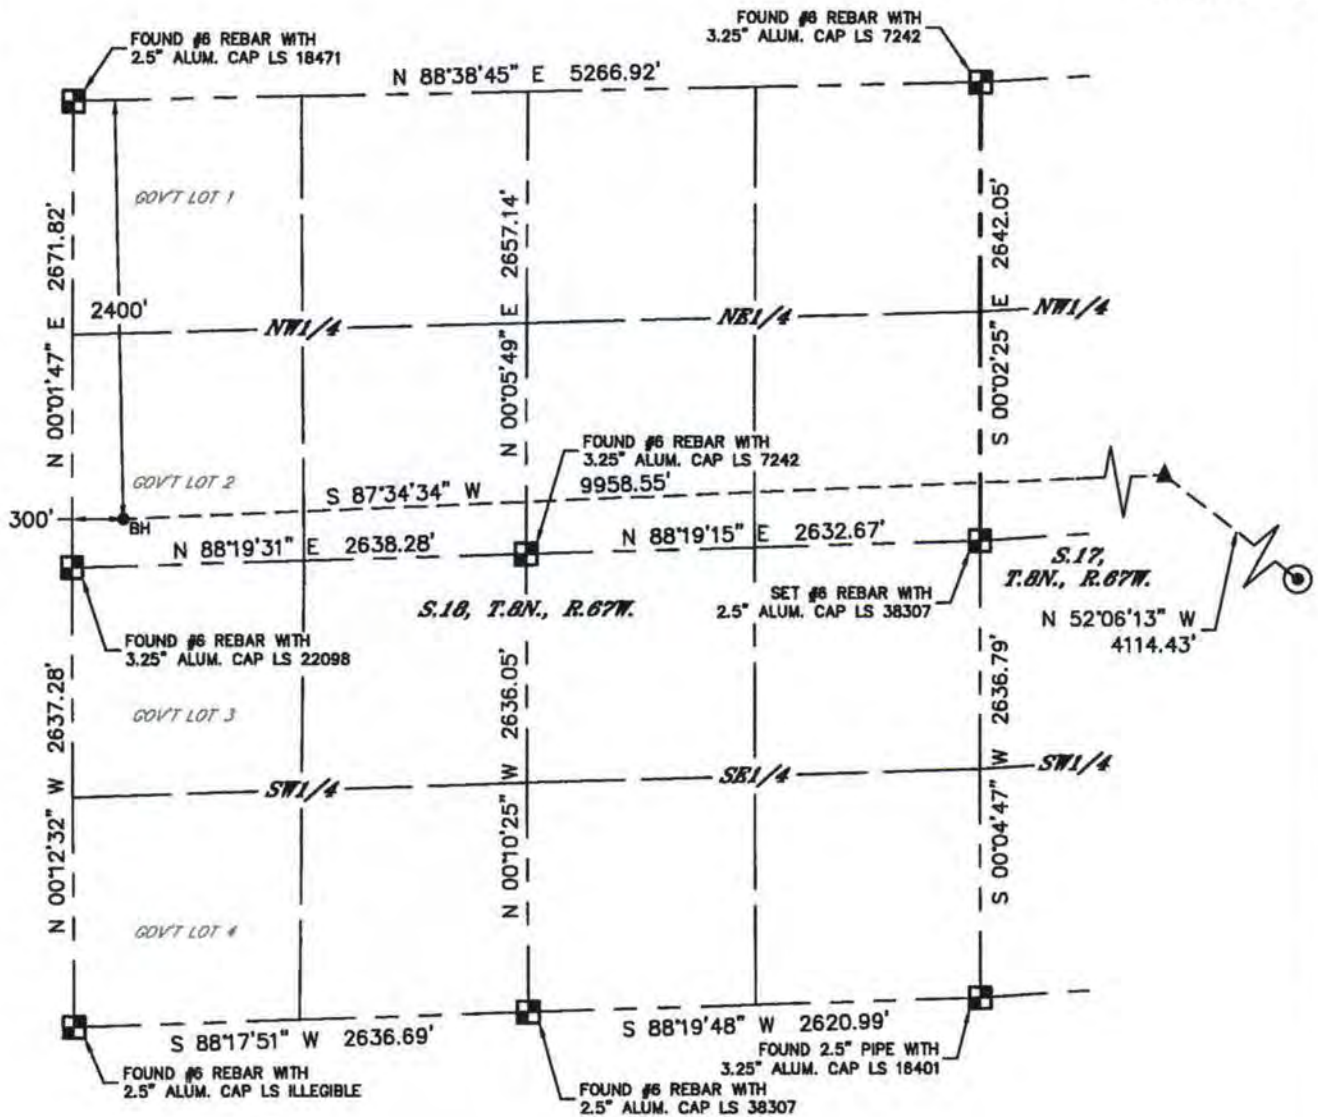 FOUND #6 REBAR WITH
2.5" ALUM. CAP LS 18471
FOUND #6 REBAR WITH
3.25" ALUM. CAP LS 7242
N 88°38'45" E 5266.92'
GOV'T LOT 1
N 00°01'47" E 2671.82'
2400'
N 00°05'49" E 2657.14'
S 00°02'25" E 2642.05'
NW1/4
NE1/4
NW1/4
FOUND #6 REBAR WITH
3.25" ALUM. CAP LS 7242
GOV'T LOT 2
S 87°34'34" W 9958.55'
300'
BH
N 88°19'31" E 2638.28'
N 88°19'15" E 2632.67'
S.18, T.8N., R.67W.
S.17,
T.8N., R.67W.
SET #6 REBAR WITH
2.5" ALUM. CAP LS 38307
N 52°06'13" W
4114.43'
FOUND #6 REBAR WITH
3.25" ALUM. CAP LS 22098
N 00°12'32" W 2637.28'
GOV'T LOT 3
N 00°10'25" W 2636.05'
S 00°04'47" W 2636.79'
SW1/4
SE1/4
SW1/4
GOV'T LOT 4
S 88°17'51" W 2636.69'
S 88°19'48" W 2620.99'
FOUND 2.5" PIPE WITH
3.25" ALUM. CAP LS 16401
FOUND #6 REBAR WITH
2.5" ALUM. CAP LS ILLEGIBLE
FOUND #6 REBAR WITH
2.5" ALUM. CAP LS 38307